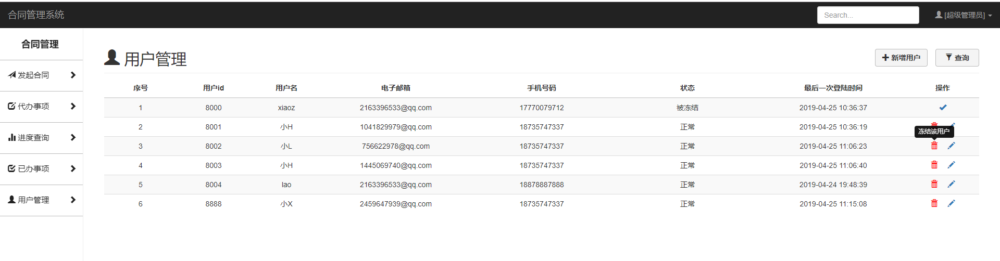 合同管理系统
Search...
[超级管理员]
合同管理
发起合同
代办事项
进度查询
已办事项
用户管理
用户管理
新增用户
查询
序号 用户id 用户名 电子邮箱 手机号码 状态 最后一次登陆时间 操作
1 8000 xiaoz 2163396533@qq.com 17770079712 被冻结 2019-04-25 10:36:37
2 8001 小H 1041829979@qq.com 18735747337 正常 2019-04-25 10:36:19
冻结该用户
3 8002 小L 756622978@qq.com 18735747337 正常 2019-04-25 11:06:23
4 8003 小H 1445069740@qq.com 18735747337 正常 2019-04-25 11:06:40
5 8004 lao 2163396533@qq.com 18878887888 正常 2019-04-24 19:48:39
6 8888 小X 2459647939@qq.com 18735747337 正常 2019-04-25 11:15:08